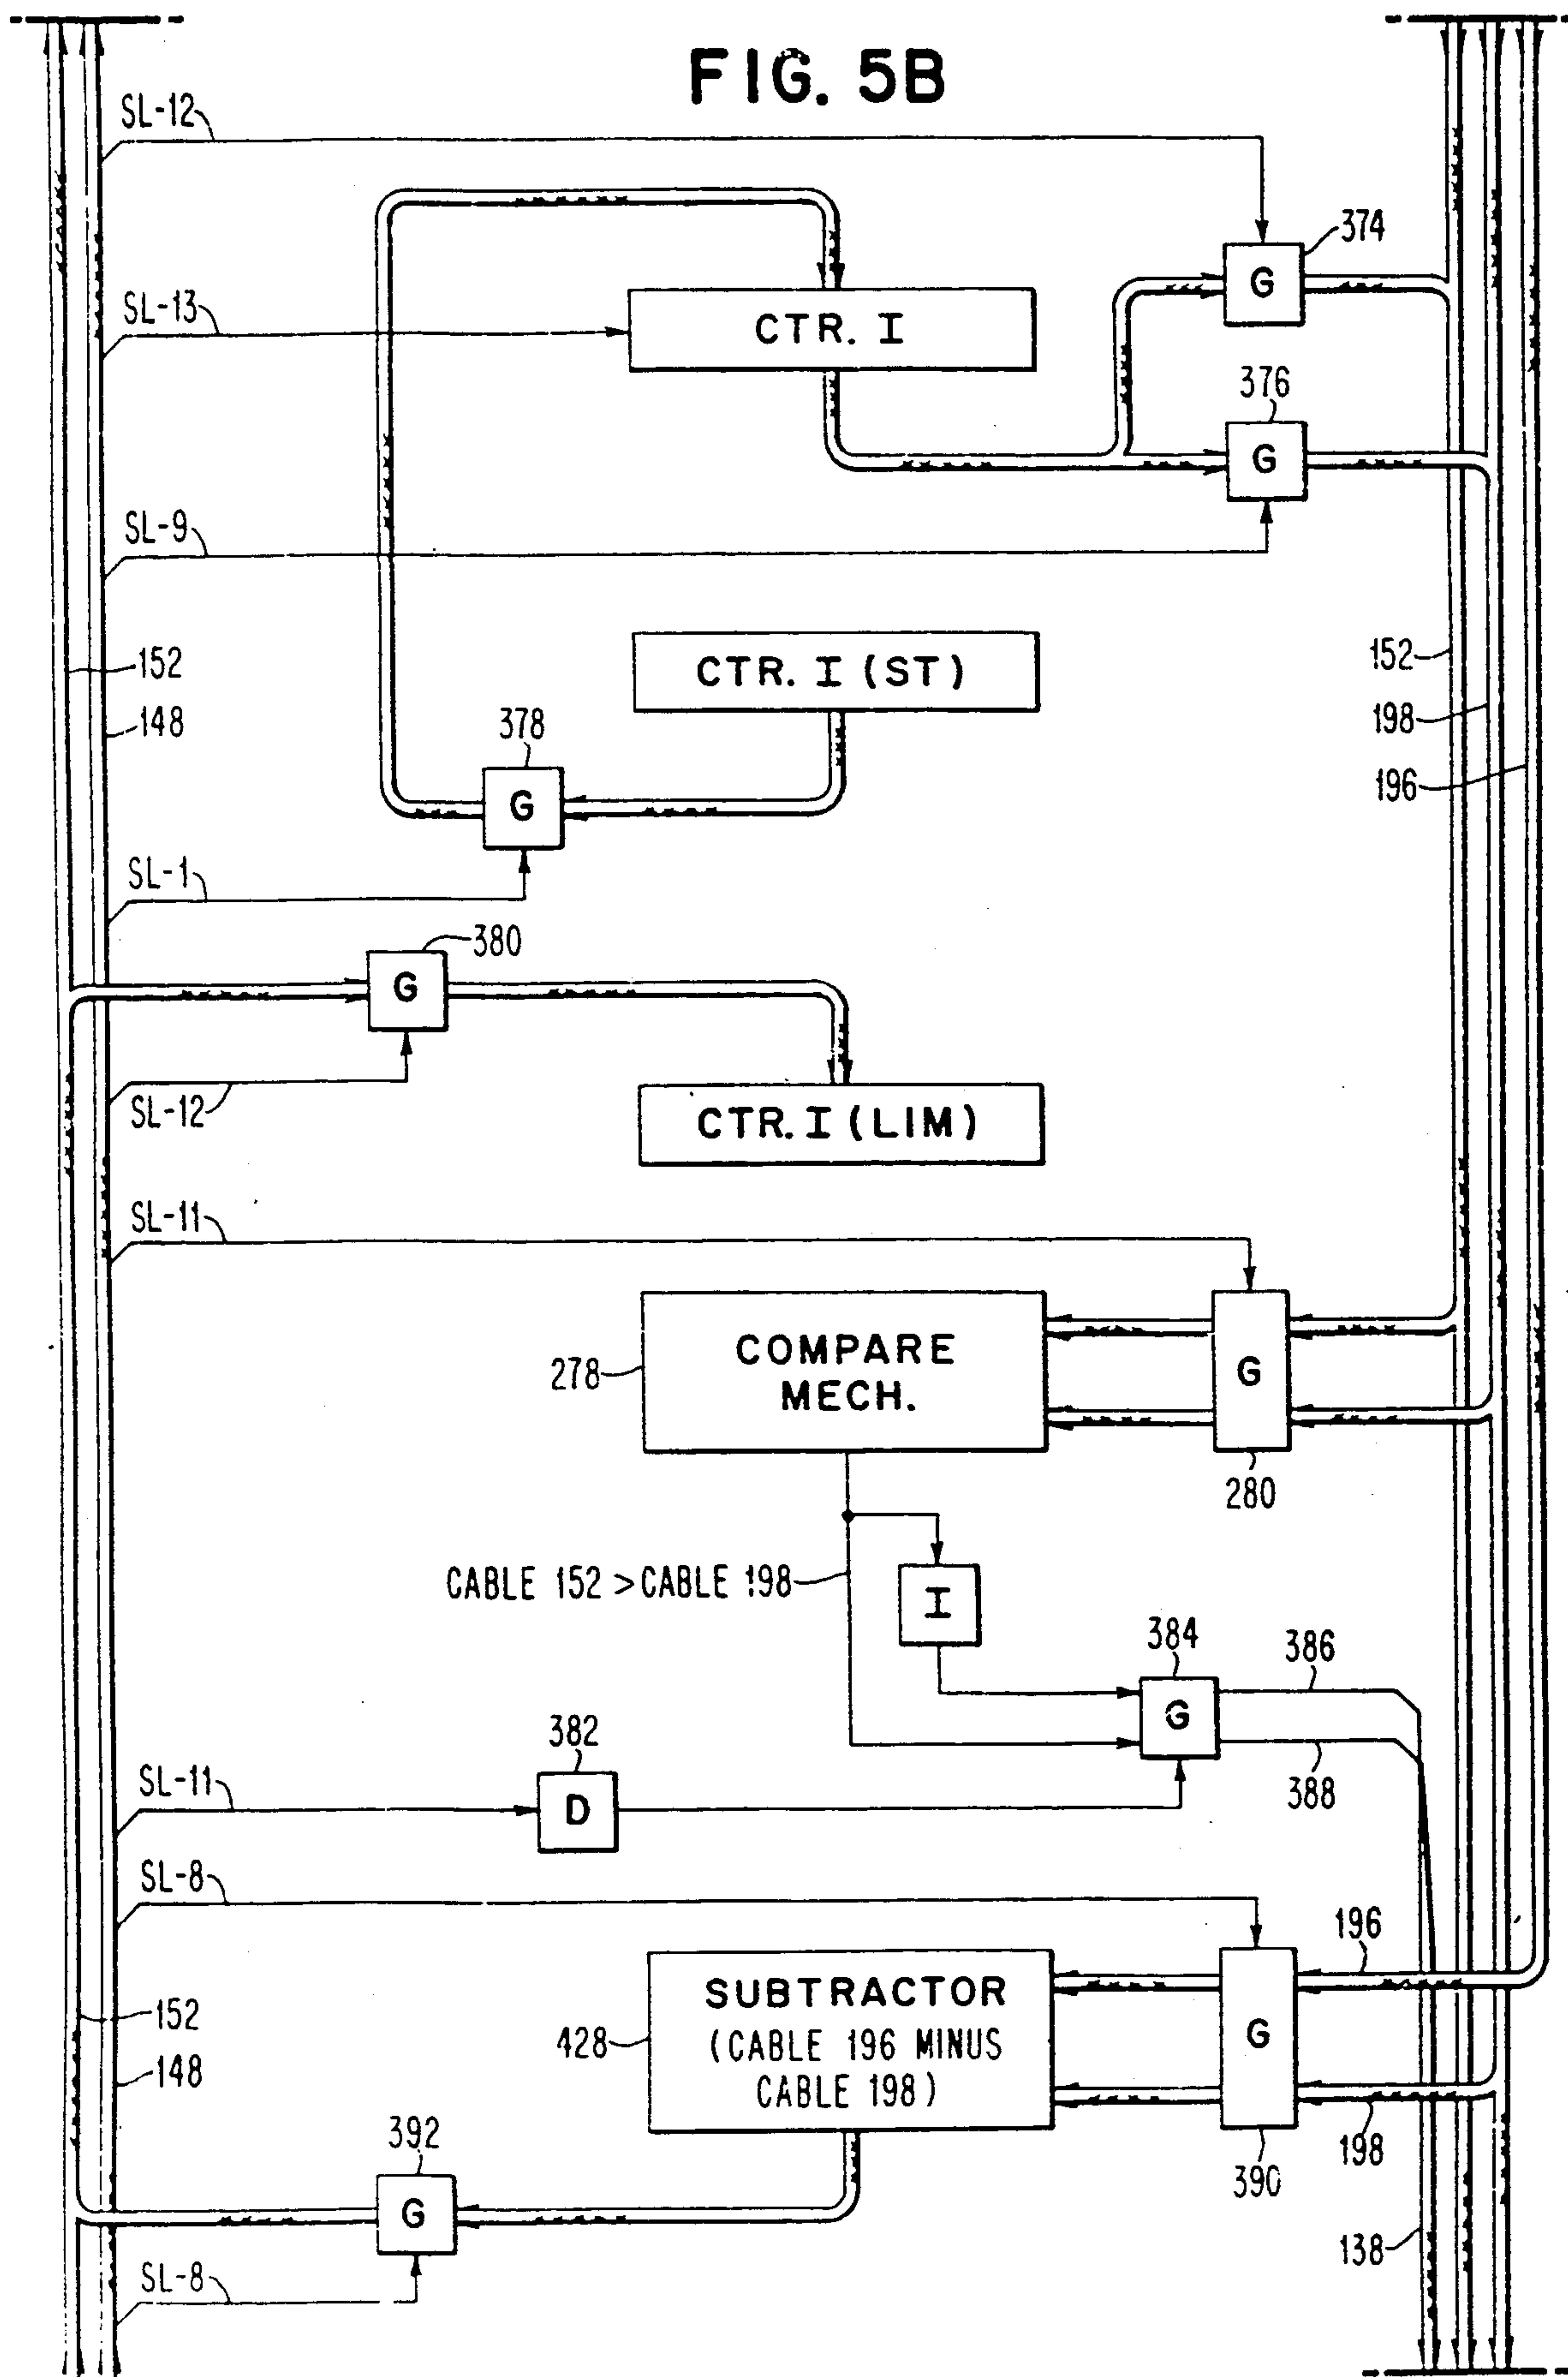 FIG. 5B
SL-12
374
G
SL-13
CTR. I
376
G
SL-9
152
CTR. I (ST)
152
148
378
198
G
196
SL-1
380
G
SL-12
CTR. I (LIM)
SL-11
278
COMPARE
MECH.
G
280
CABLE 152 > CABLE 198
I
384
386
G
382
388
SL-11
D
SL-8
196
152
428
SUBTRACTOR
(CABLE 196 MINUS
CABLE 198)
G
148
392
198
390
G
138
SL-8